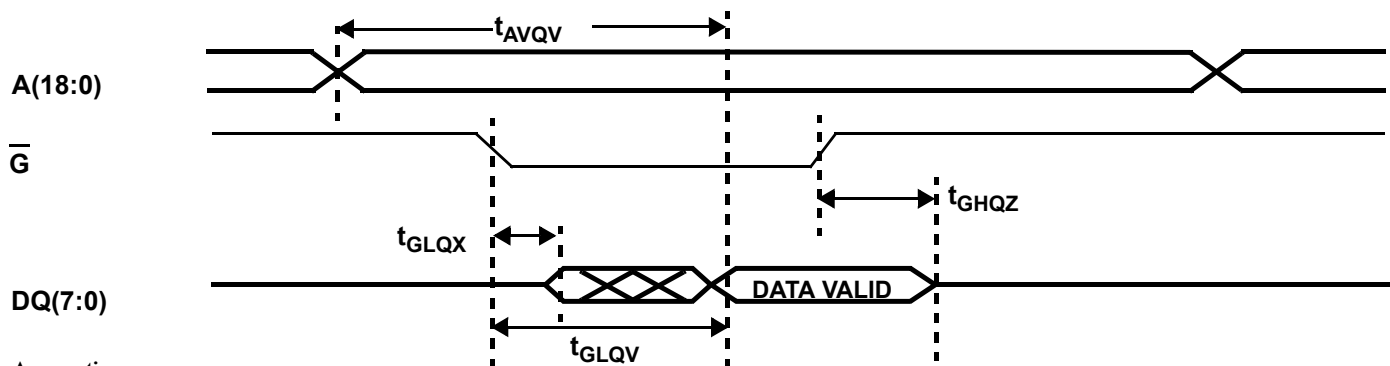 tAVQV
A(18:0)
G
tGHQZ
tGLQX
DQ(7:0)
DATA VALID
tGLQV